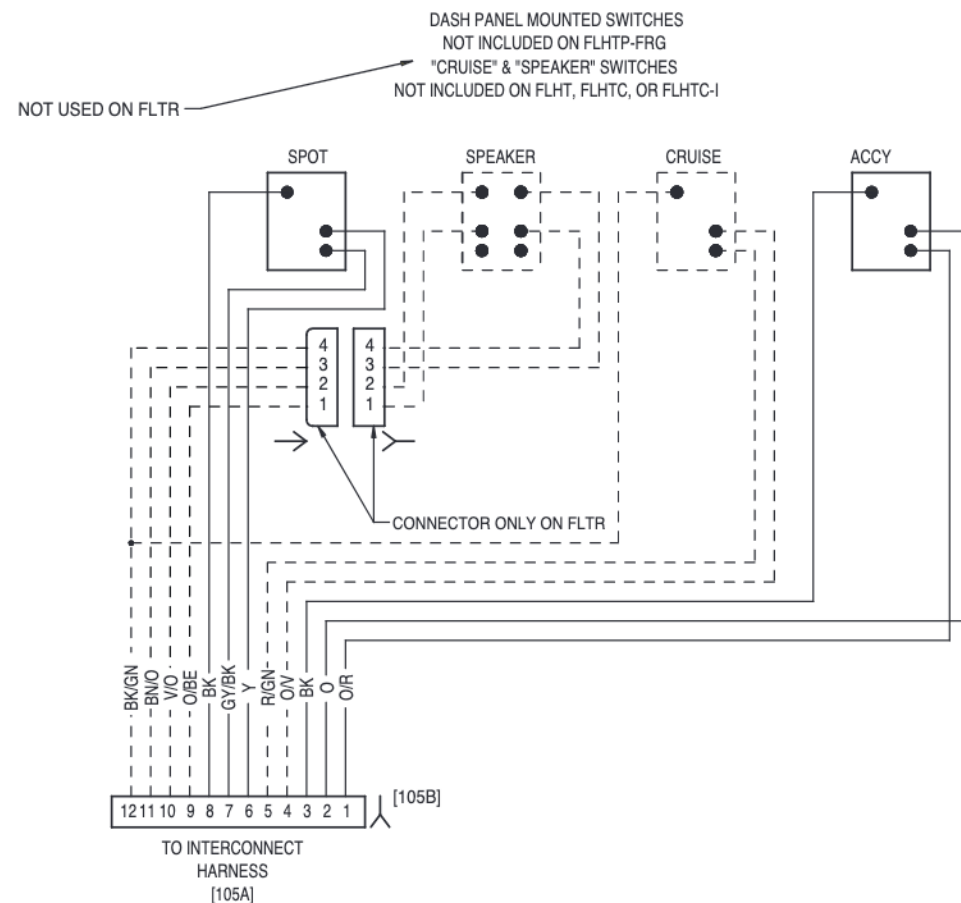 DASH PANEL MOUNTED SWITCHES
NOT INCLUDED ON FLHTP-FRG
"CRUISE" & "SPEAKER" SWITCHES
NOT INCLUDED ON FLHT, FLHTC, OR FLHTC-I
NOT USED ON FLTR
SPOT
SPEAKER
CRUISE
ACCY
4
3
2
1
4
3
2
1
CONNECTOR ONLY ON FLTR
BK/GN
BN/O
V/O
O/BE
BK
GY/BK
Y
R/GN
O/V
BK
O
O/R
12 11 10 9 8 7 6 5 4 3 2 1
[105B]
TO INTERCONNECT
HARNESS
[105A]